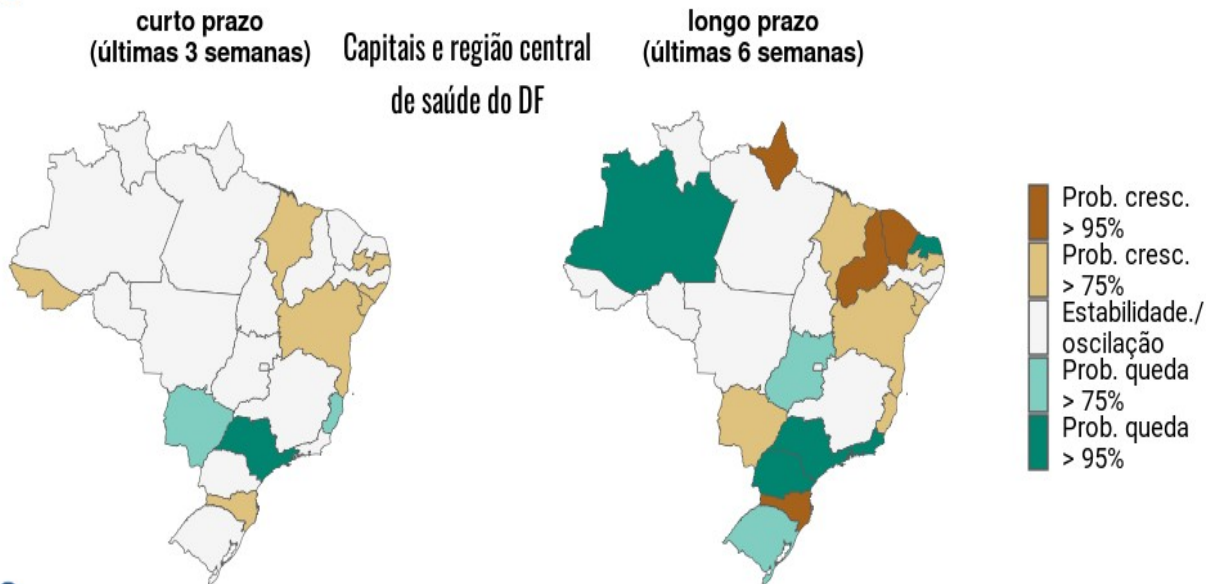 curto prazo
(últimas 3 semanas)
Capitais e região central
de saúde do DF
longo prazo
(últimas 6 semanas)
Prob. cresc.
> 95%
Prob. cresc.
> 75%
Estabilidade./
oscilação
Prob. queda
> 75%
Prob. queda
> 95%